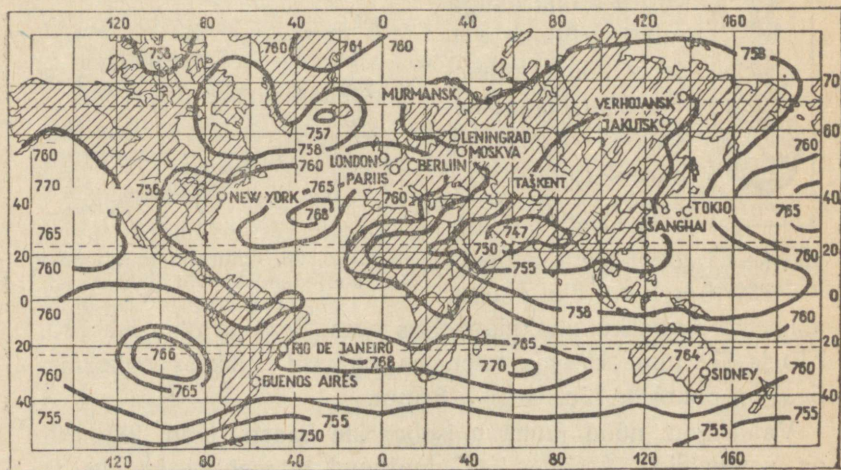 120 80 40 0 40 80 120 160
758 760 761 760 758
70 70
MURMANSK VERHOJANSK
757 LENINGRAD JAKUTSK
60 758 MOSKVA 60
760 760 LONDON BERLIIN 760
770 756 765 PARIIS TAŠKENT
NEW YORK 760 TOKIO
40 768 747 765 40
765 750 ŠANGHAI
760 755 760
20 20
0 0
760 758 760
20 765 20
RIO DE JANEIRO
766 768 770 764
765 SIDNEY
760 BUENOS AIRES 760
40 40
755 755 755 755
750
120 80 40 0 40 80 120 160